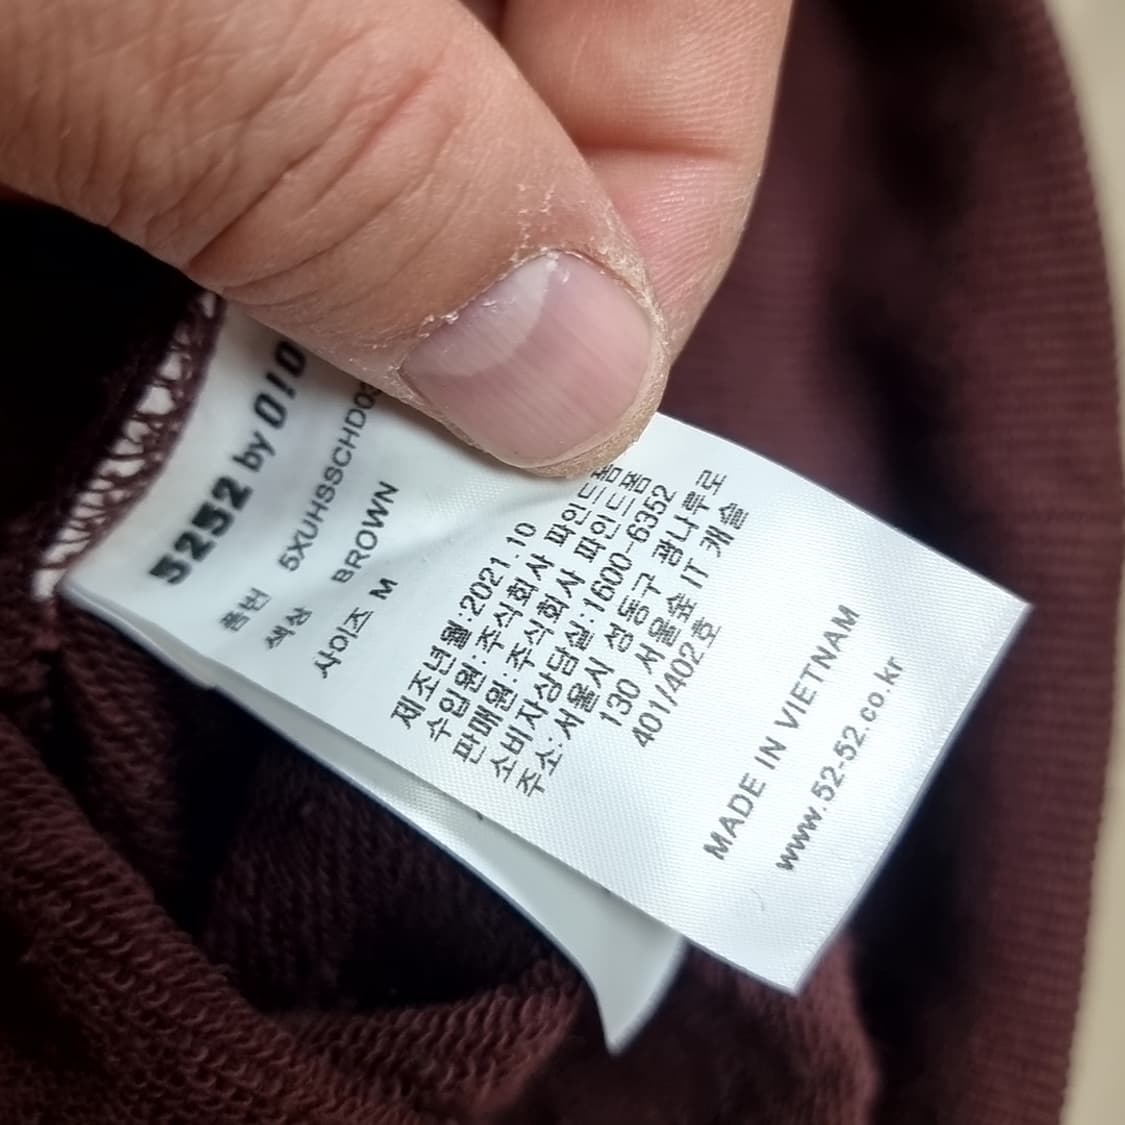 5252 by O!O
품번 5XUHSSCHD0
색상 BROWN
사이즈 M
제조년월:2021.10
수입원:주식회사 파인드폼
판매원:주식회사 파인드폼
소비자상담실:1600-6352
주소:서울시 성동구 광나루로
130 서울숲 IT 캐슬
401/402호
MADE IN VIETNAM
www.52-52.co.kr